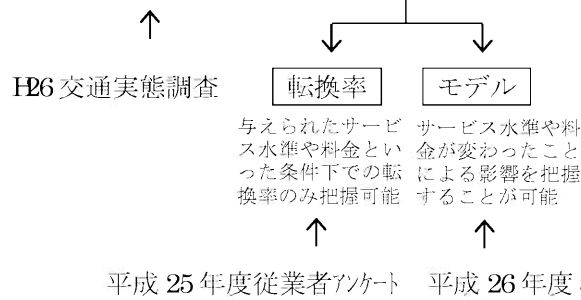 H26 交通実態調査
転換率
モデル
与えられたサービ
ス水準や料金とい
った条件下での転
換率のみ把握可能
サービス水準や料
金が変わったこと
による影響を把握
することが可能
平成 25 年度従業者アンケート
平成 26 年度